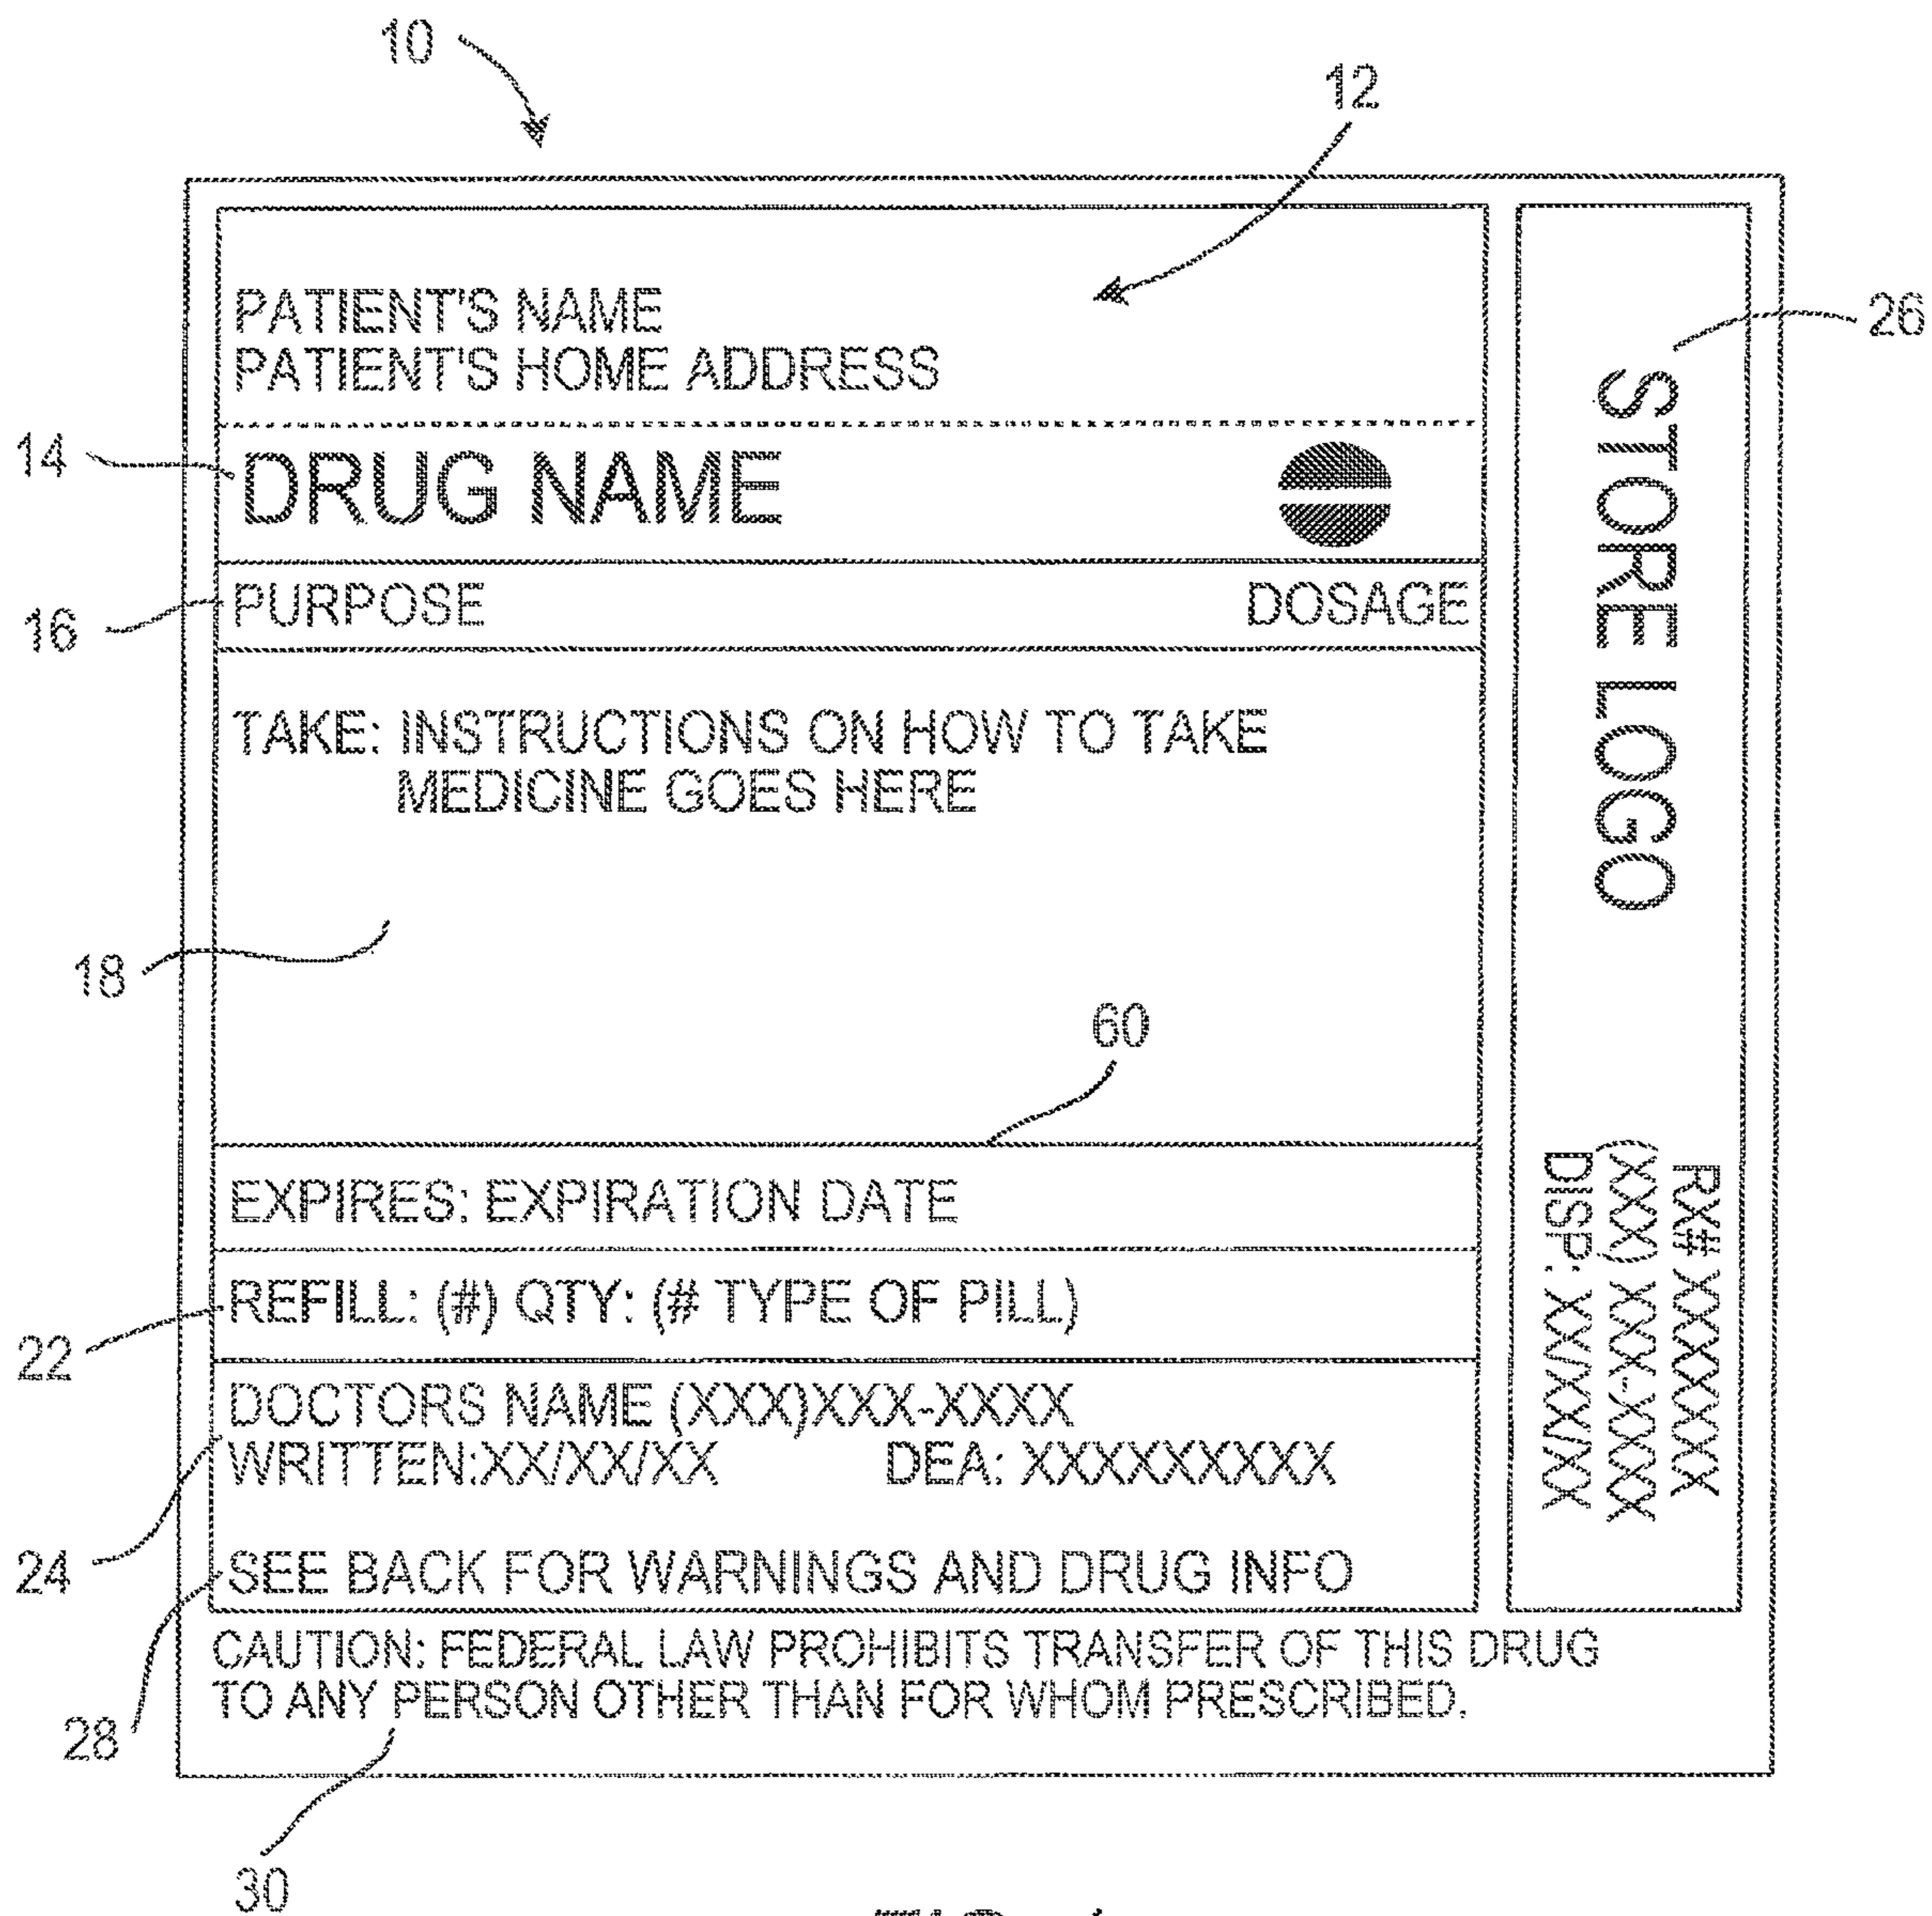 10
12
PATIENT'S NAME
PATIENT'S HOME ADDRESS
26
14
DRUG NAME
16
PURPOSE DOSAGE
TAKE: INSTRUCTIONS ON HOW TO TAKE
MEDICINE GOES HERE
18
60
EXPIRES: EXPIRATION DATE
22
REFILL: (#) QTY: (# TYPE OF PILL)
DOCTORS NAME (XXX)XXX-XXXX
24
WRITTEN:XX/XX/XX DEA: XXXXXXXXX
28
SEE BACK FOR WARNINGS AND DRUG INFO
STORE LOGO
RX# XXXXXXX
(XXX) XXX-XXXX
DISP: XX/XX/XX
CAUTION: FEDERAL LAW PROHIBITS TRANSFER OF THIS DRUG
TO ANY PERSON OTHER THAN FOR WHOM PRESCRIBED.
30